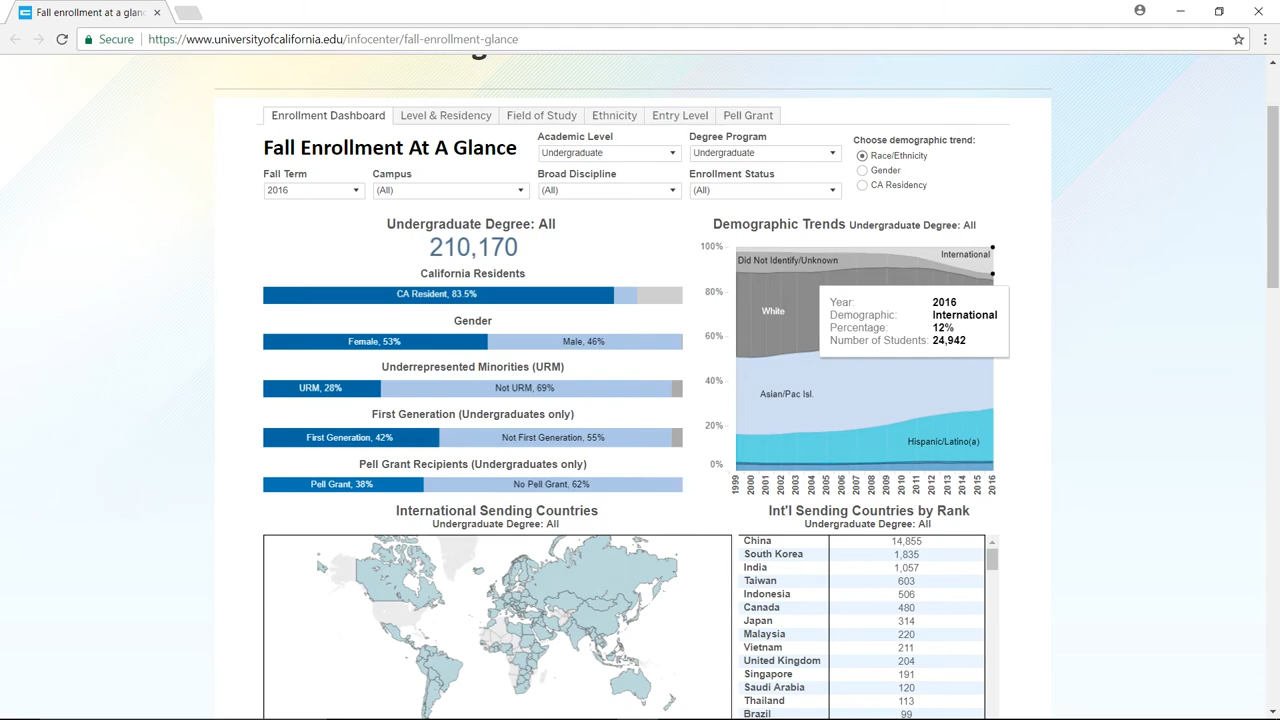 Fall enrollment at a glanc
Secure | https://www.universityofcalifornia.edu/infocenter/fall-enrollment-glance
Enrollment Dashboard Level & Residency Field of Study Ethnicity Entry Level Pell Grant
Fall Enrollment At A Glance
Academic Level
Undergraduate
Degree Program
Undergraduate
Choose demographic trend:
Race/Ethnicity
Gender
CA Residency
Fall Term
2016
Campus
(All)
Broad Discipline
(All)
Enrollment Status
(All)
Undergraduate Degree: All
210,170
California Residents
CA Resident, 83.5%
Gender
Female, 53% Male, 46%
Underrepresented Minorities (URM)
URM, 28% Not URM, 69%
First Generation (Undergraduates only)
First Generation, 42% Not First Generation, 55%
Pell Grant Recipients (Undergraduates only)
Pell Grant, 38% No Pell Grant, 62%
Demographic Trends Undergraduate Degree: All
100%
80%
60%
40%
20%
0%
International
Did Not Identify/Unknown
White
Asian/Pac Isl.
Hispanic/Latino(a)
Year: 2016
Demographic: International
Percentage: 12%
Number of Students: 24,942
1999 2000 2001 2002 2003 2004 2005 2006 2007 2008 2009 2010 2011 2012 2013 2014 2015 2016
International Sending Countries
Undergraduate Degree: All
Int'l Sending Countries by Rank
Undergraduate Degree: All
China 14,855
South Korea 1,835
India 1,057
Taiwan 603
Indonesia 506
Canada 480
Japan 314
Malaysia 220
Vietnam 211
United Kingdom 204
Singapore 191
Saudi Arabia 120
Thailand 113
Brazil 99